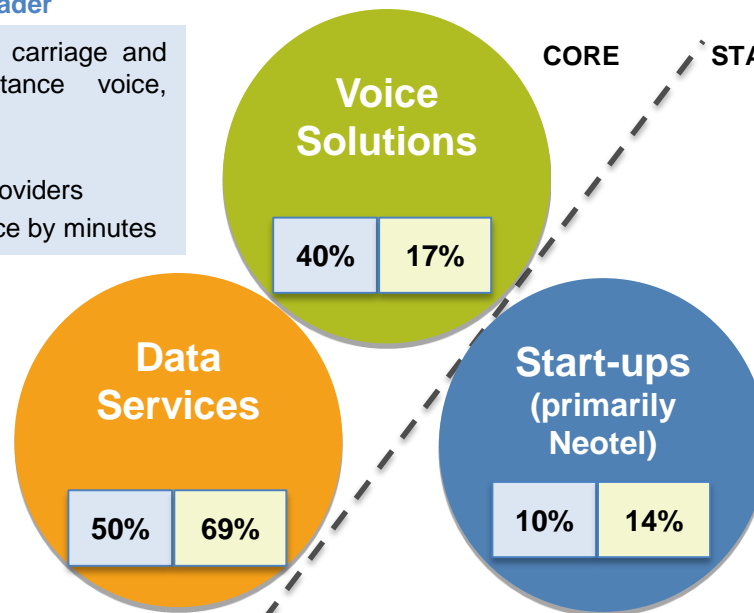 carriage and
tance voice,
oviders
ce by minutes
Voice
Solutions
40% 17%
CORE
Data
Services
50% 69%
Start-ups
(primarily
Neotel)
10% 14%